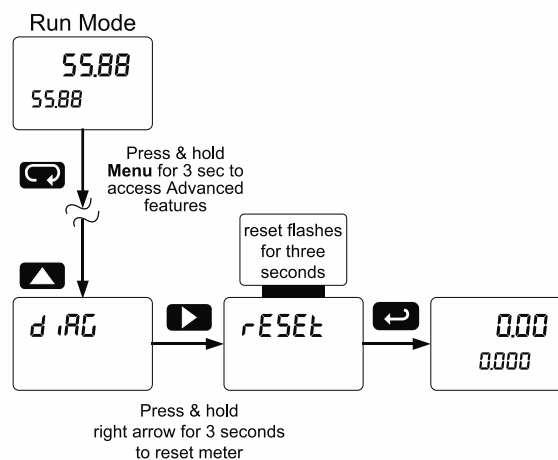 Run Mode
55.88
55.88
Press & hold
Menu for 3 sec to
access Advanced
features
reset flashes
for three
seconds
d iAG
rESEt
0.00
0.000
Press & hold
right arrow for 3 seconds
to reset meter